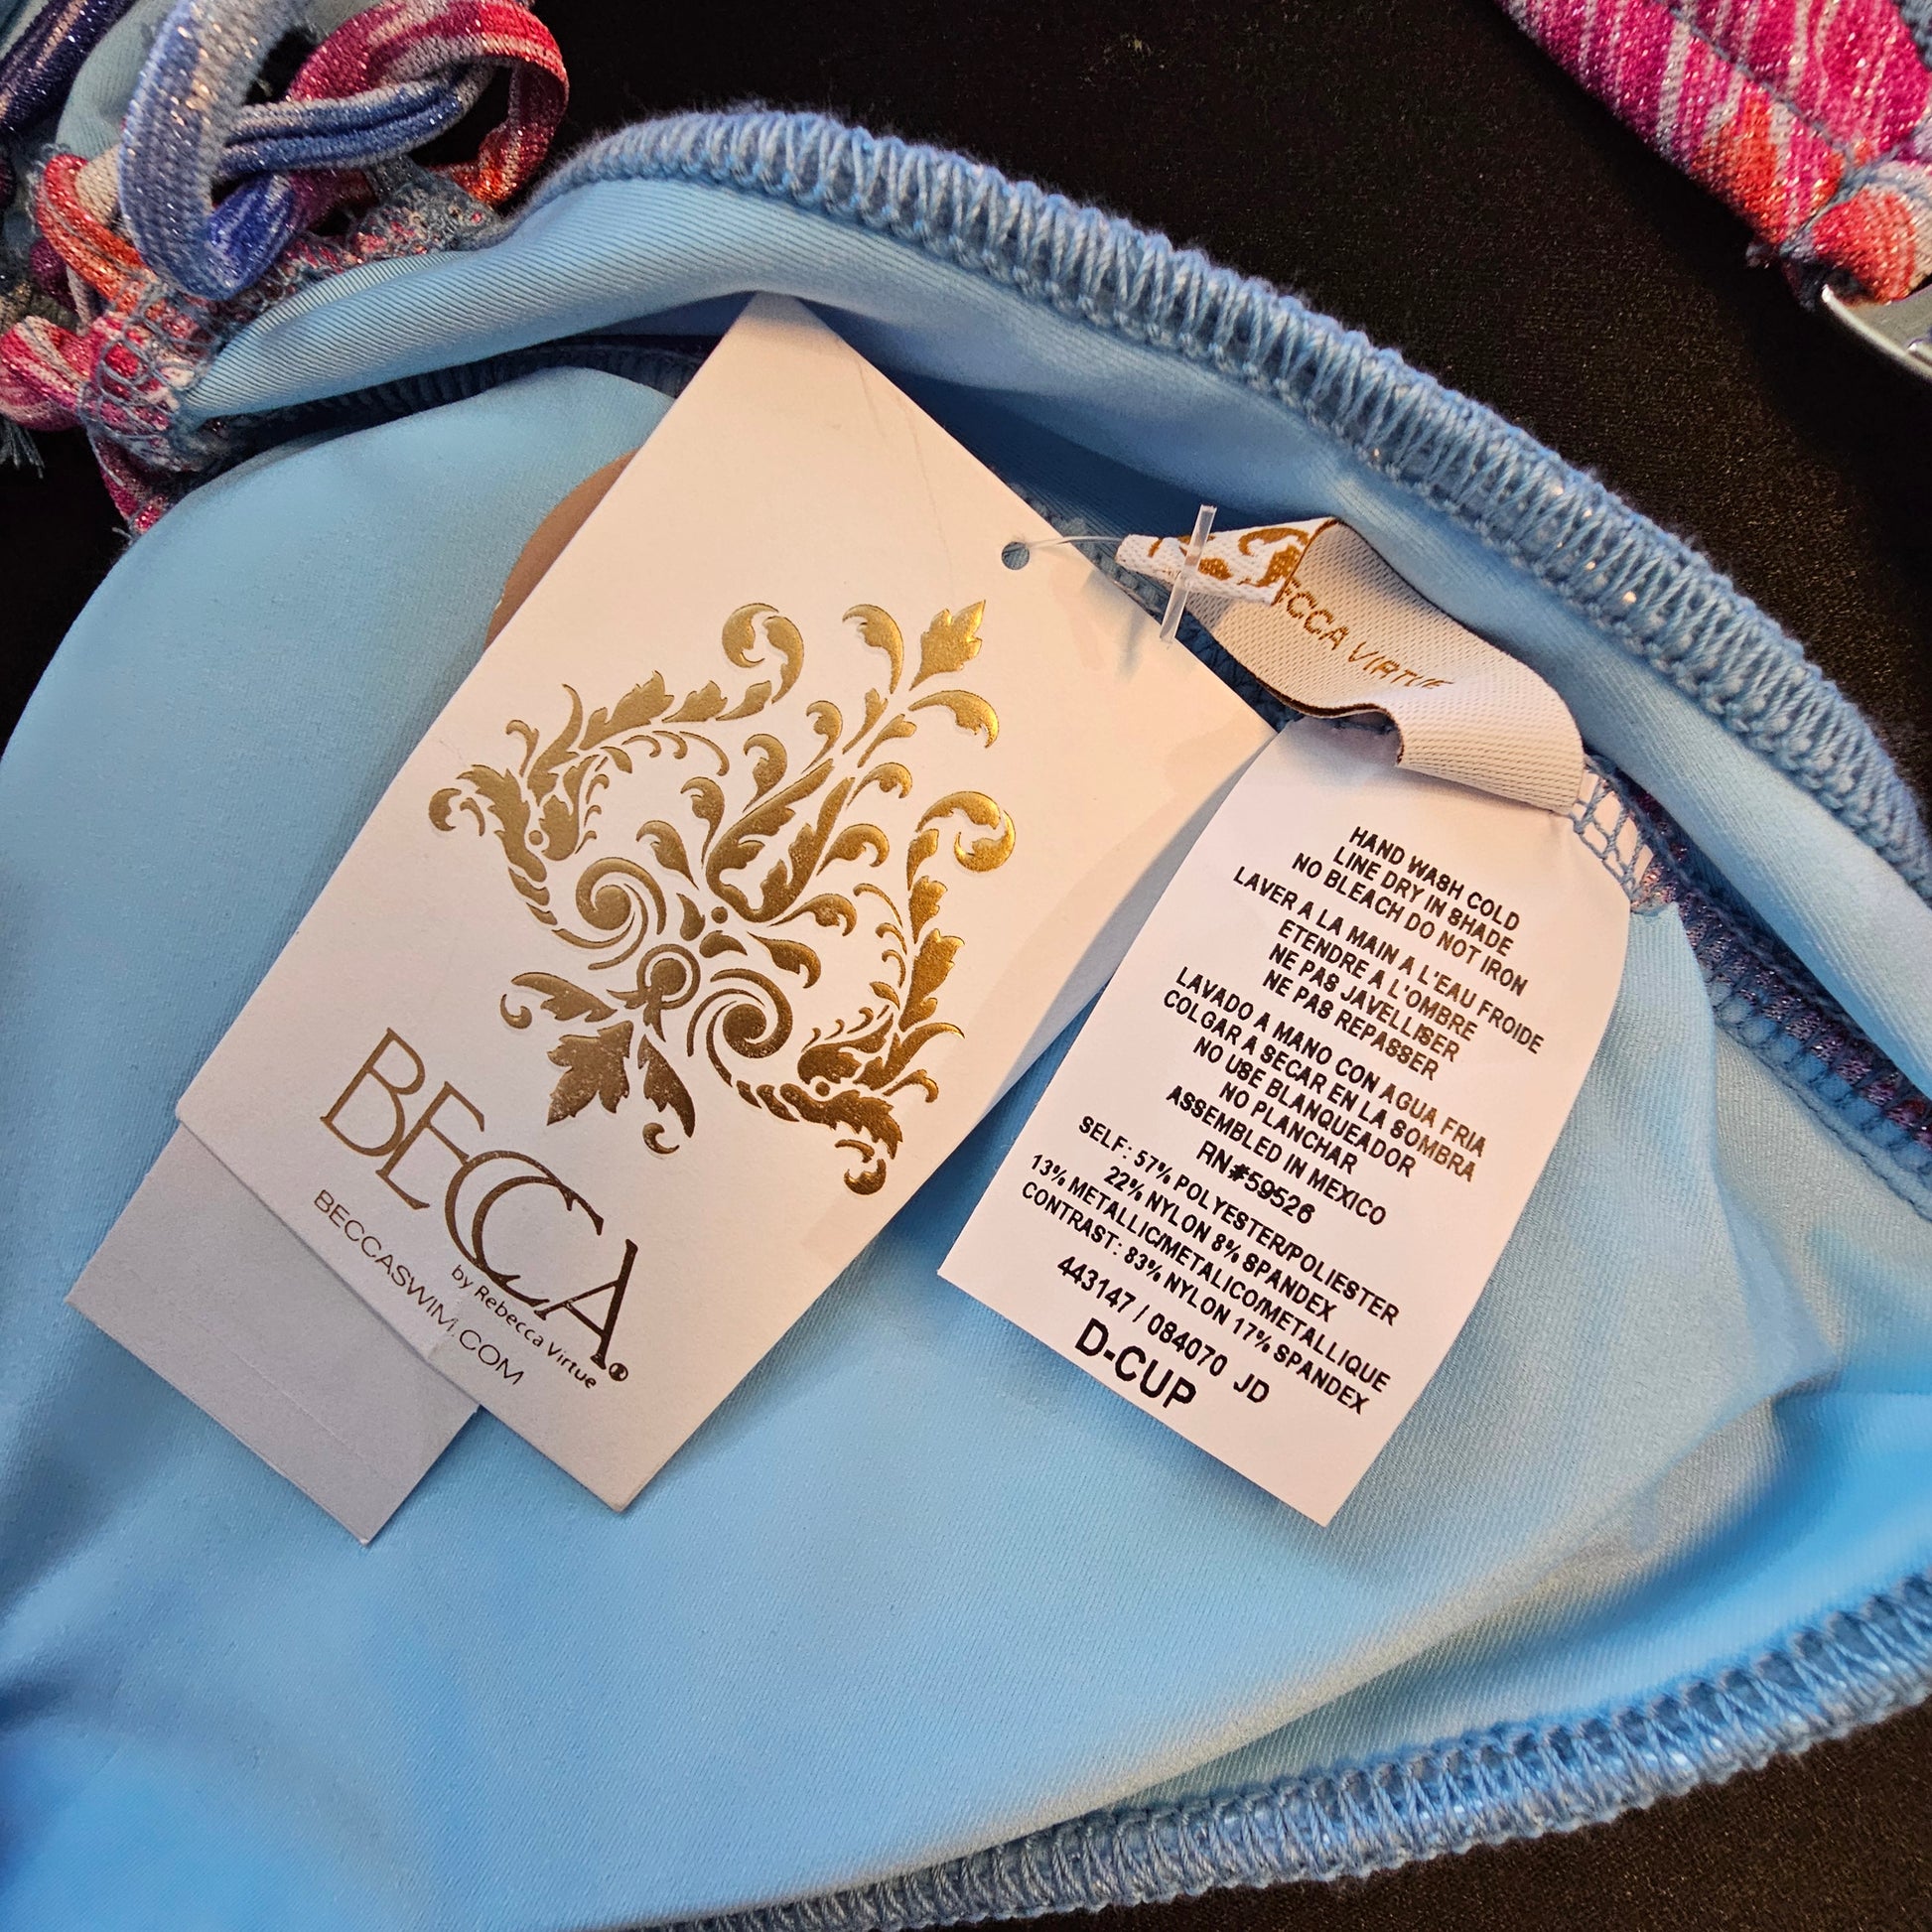 BECCA®
by Rebecca Virtue
BECCASWIM.COM
VIRTUE
HAND WASH COLD
LINE DRY IN SHADE
NO BLEACH DO NOT IRON
LAVER A LA MAIN A L'EAU FROIDE
ETENDRE A L'OMBRE
NE PAS JAVELLISER
NE PAS REPASSER
LAVADO A MANO CON AGUA FRIA
COLGAR A SECAR EN LA SOMBRA
NO USE BLANQUEADOR
NO PLANCHAR
ASSEMBLED IN MEXICO
RN#59526
SELF: 57% POLYESTER/POLIESTER
22% NYLON 8% SPANDEX
13% METALLIC/METALICO/METALLIQUE
CONTRAST: 83% NYLON 17% SPANDEX
443147 / 084070 JD
D-CUP